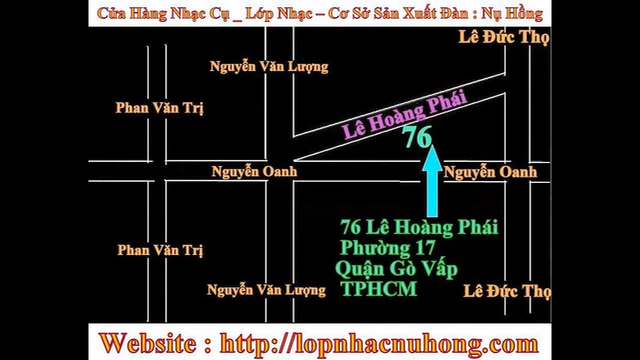 Cửa Hàng Nhạc Cụ _ Lớp Nhạc – Cơ Sở Sản Xuất Đàn : Nụ Hồng
Lê Đức Thọ
Nguyễn Văn Lượng
Phan Văn Trị
Lê Hoàng Phái
76
Nguyễn Oanh
Nguyễn Oanh
76 Lê Hoàng Phái
Phường 17
Quận Gò Vấp
TPHCM
Phan Văn Trị
Nguyễn Văn Lượng
Lê Đức Thọ
Website : http://lopnhacnuhong.com